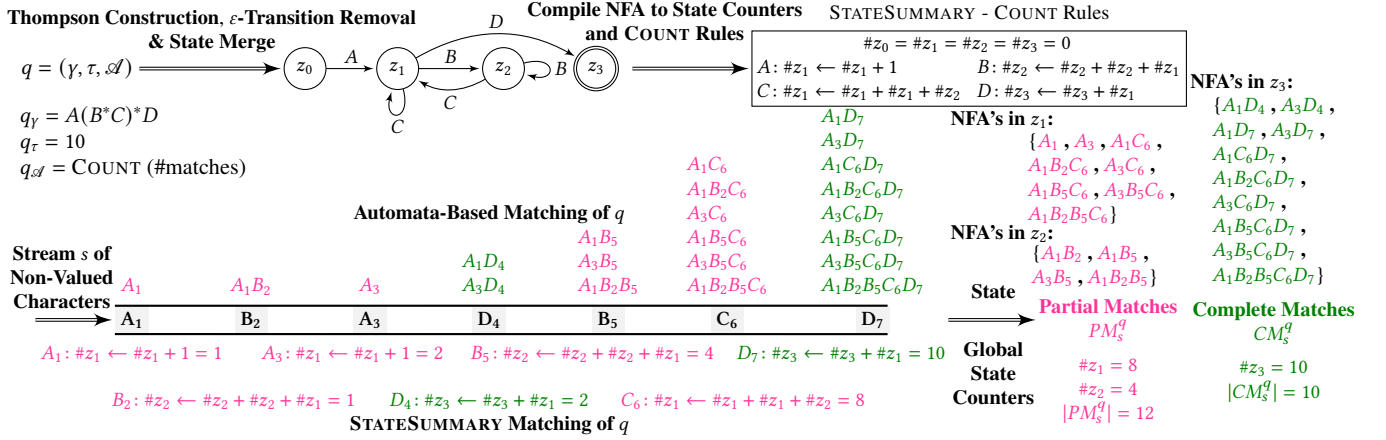 Thompson Construction, ε-Transition Removal
& State Merge
q = (γ, τ, 𝒜)
q_γ = A(B*C)*D
q_τ = 10
q_𝒜 = COUNT (#matches)
z₀
A
z₁
B
z₂
B
z₃
D
C
C
Compile NFA to State Counters
and COUNT Rules
STATESUMMARY - COUNT Rules
#z₀ = #z₁ = #z₂ = #z₃ = 0
A: #z₁ ← #z₁ + 1
B: #z₂ ← #z₂ + #z₂ + #z₁
C: #z₁ ← #z₁ + #z₁ + #z₂
D: #z₃ ← #z₃ + #z₁
Automata-Based Matching of q
Stream s of
Non-Valued
Characters
A₁
A₁B₂
A₃
A₁D₄
A₃D₄
A₁B₅
A₃B₅
A₁B₂B₅
A₁C₆
A₁B₂C₆
A₃C₆
A₁B₅C₆
A₃B₅C₆
A₁B₂B₅C₆
A₁D₇
A₃D₇
A₁C₆D₇
A₁B₂C₆D₇
A₃C₆D₇
A₁B₅C₆D₇
A₃B₅C₆D₇
A₁B₂B₅C₆D₇
A₁ B₂ A₃ D₄ B₅ C₆ D₇
A₁: #z₁ ← #z₁ + 1 = 1
A₃: #z₁ ← #z₁ + 1 = 2
B₅: #z₂ ← #z₂ + #z₂ + #z₁ = 4
D₇: #z₃ ← #z₃ + #z₁ = 10
B₂: #z₂ ← #z₂ + #z₂ + #z₁ = 1
D₄: #z₃ ← #z₃ + #z₁ = 2
C₆: #z₁ ← #z₁ + #z₁ + #z₂ = 8
STATESUMMARY Matching of q
NFA's in z₁:
{A₁ , A₃ , A₁C₆ ,
A₁B₂C₆ , A₃C₆ ,
A₁B₅C₆ , A₃B₅C₆ ,
A₁B₂B₅C₆}
NFA's in z₂:
{A₁B₂ , A₁B₅ ,
A₃B₅ , A₁B₂B₅}
NFA's in z₃:
{A₁D₄ , A₃D₄ ,
A₁D₇ , A₃D₇ ,
A₁C₆D₇ ,
A₁B₂C₆D₇ ,
A₃C₆D₇ ,
A₁B₅C₆D₇ ,
A₃B₅C₆D₇ ,
A₁B₂B₅C₆D₇}
State
Partial Matches
PM_s^q
Complete Matches
CM_s^q
Global
State
Counters
#z₁ = 8
#z₂ = 4
|PM_s^q| = 12
#z₃ = 10
|CM_s^q| = 10